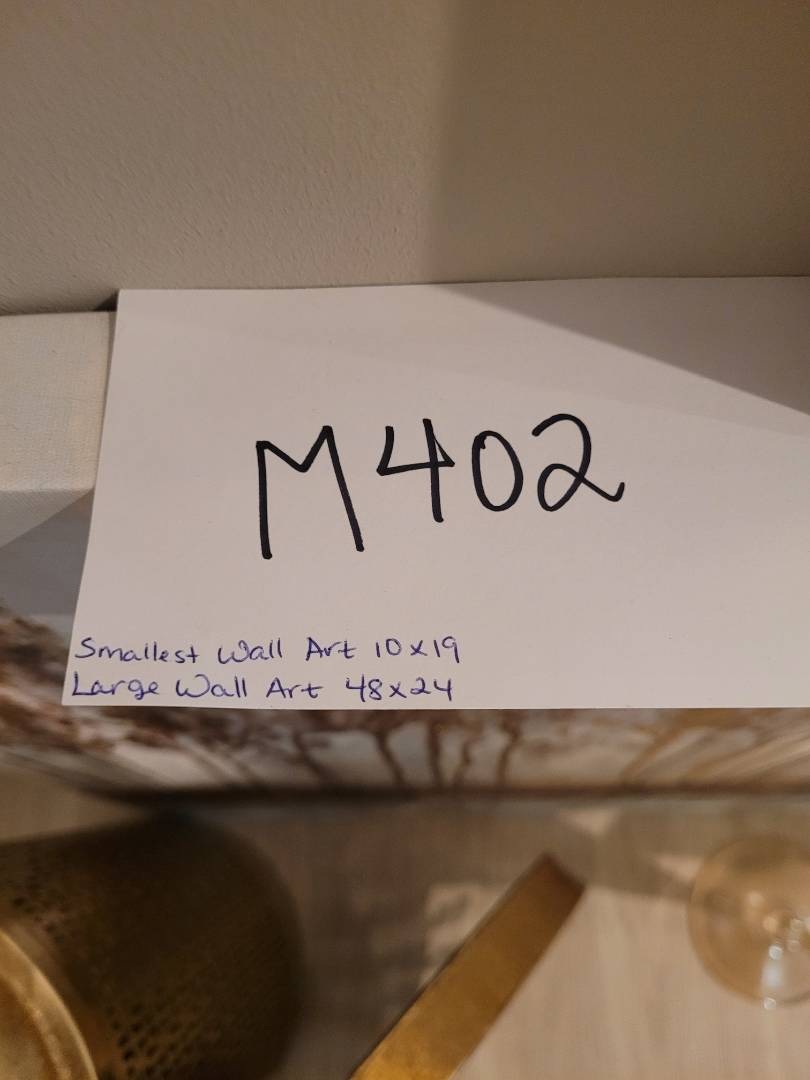 M402
Smallest Wall Art 10x19
Large Wall Art 48x24